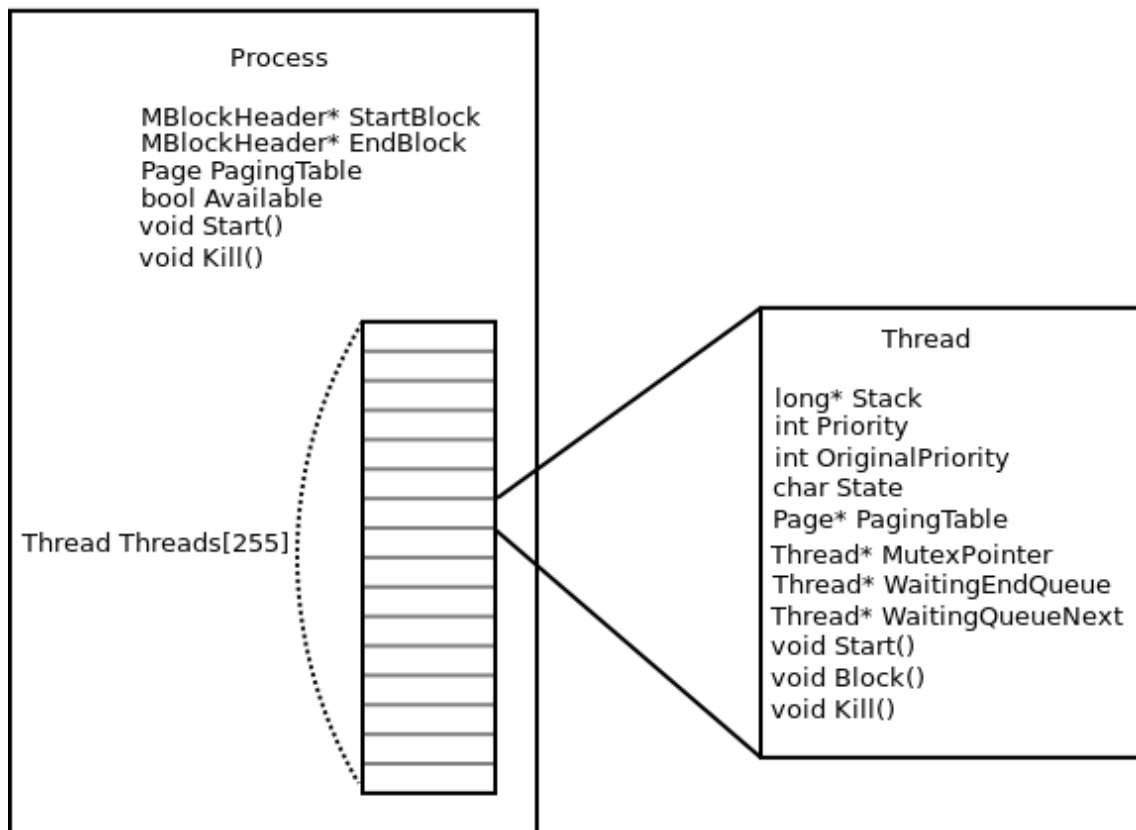 Process
MBlockHeader* StartBlock
MBlockHeader* EndBlock
Page PagingTable
bool Available
void Start()
void Kill()
Thread Threads[255]
Thread
long* Stack
int Priority
int OriginalPriority
char State
Page* PagingTable
Thread* MutexPointer
Thread* WaitingEndQueue
Thread* WaitingQueueNext
void Start()
void Block()
void Kill()